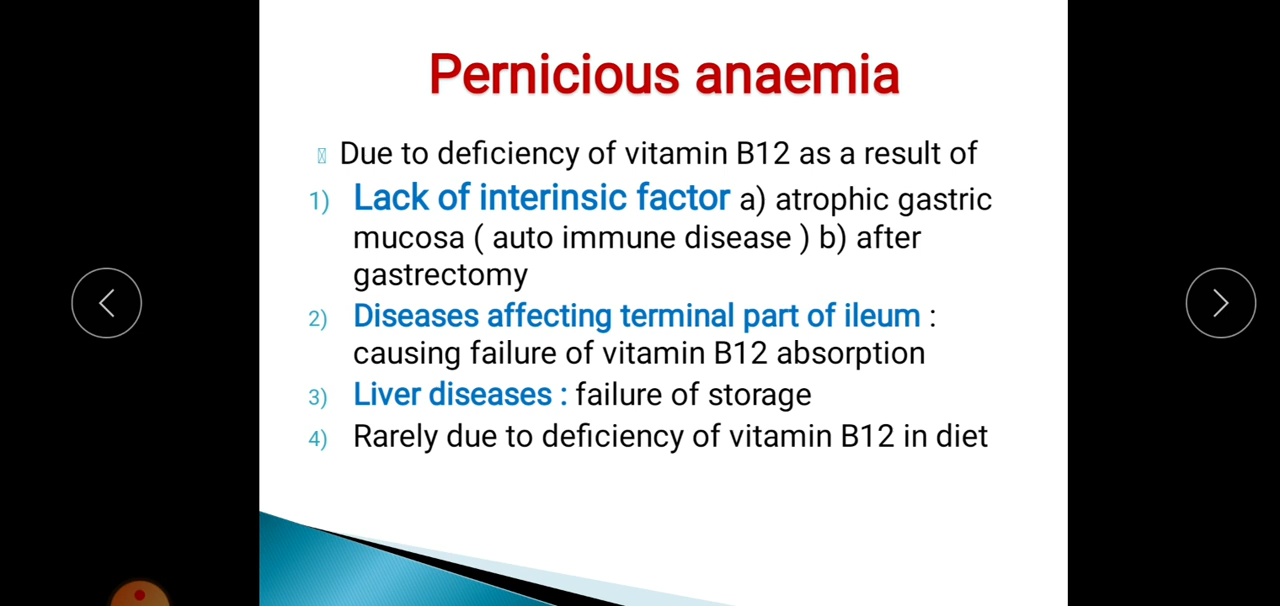 Pernicious anaemia
Due to deficiency of vitamin B12 as a result of
1) Lack of interinsic factor a) atrophic gastric
mucosa ( auto immune disease ) b) after
gastrectomy
2) Diseases affecting terminal part of ileum :
causing failure of vitamin B12 absorption
3) Liver diseases : failure of storage
4) Rarely due to deficiency of vitamin B12 in diet